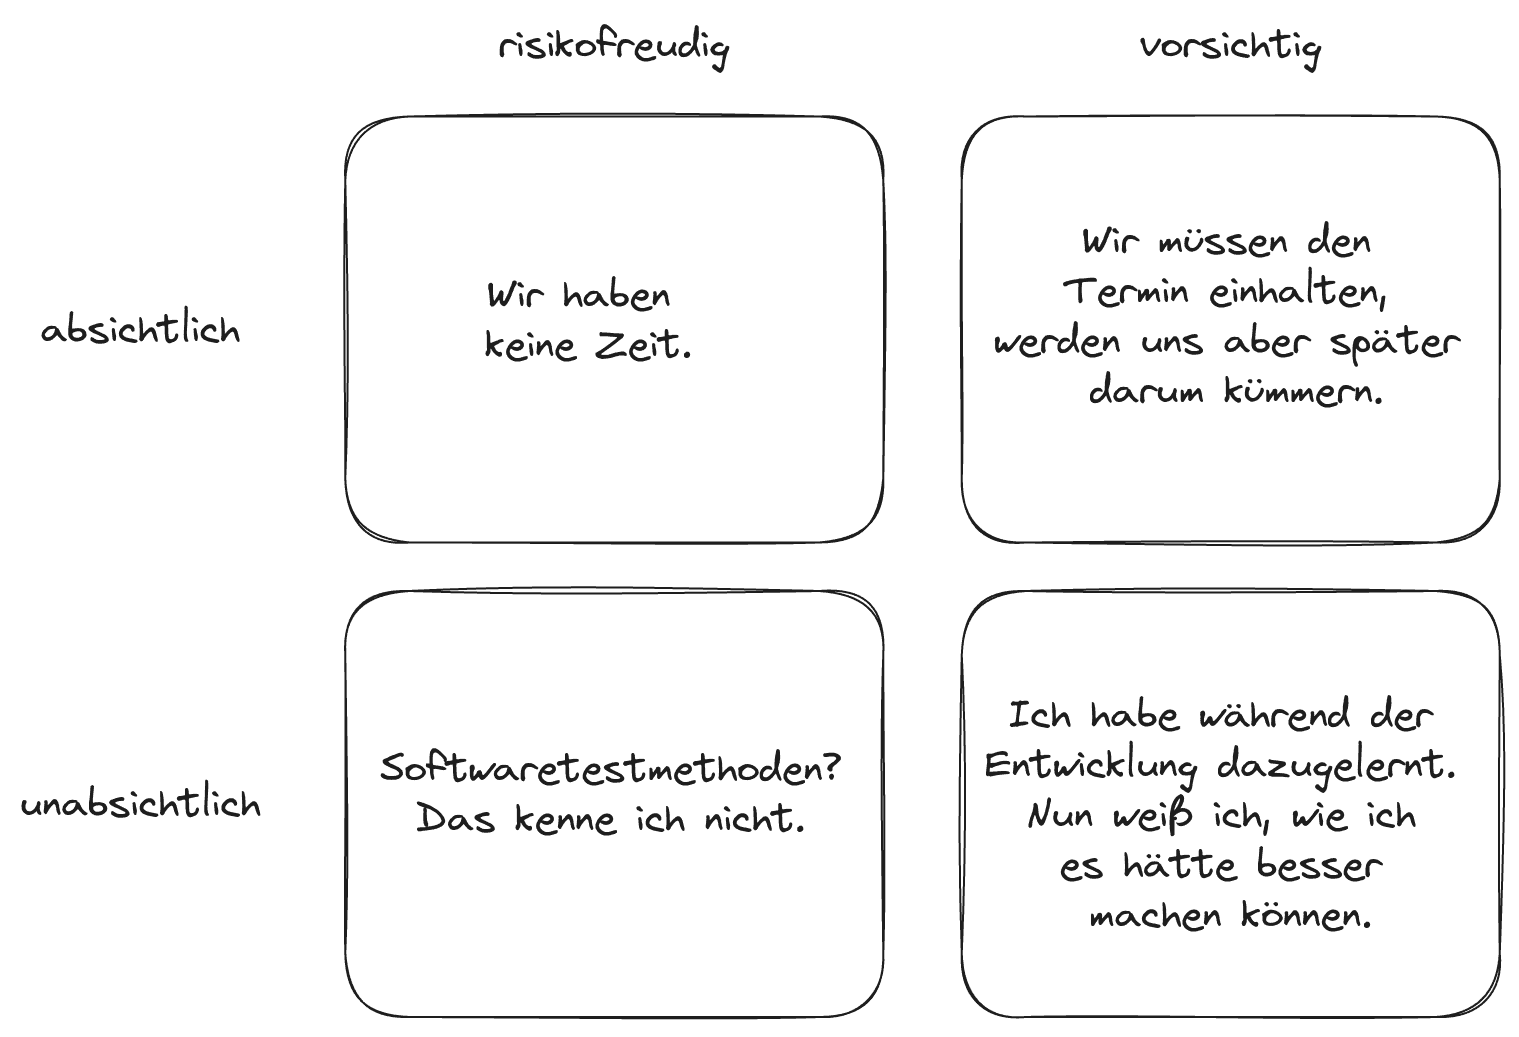 risikofreudig
vorsichtig
absichtlich
Wir haben
keine Zeit.
Wir müssen den
Termin einhalten,
werden uns aber später
darum kümmern.
unabsichtlich
Softwaretestmethoden?
Das kenne ich nicht.
Ich habe während der
Entwicklung dazugelernt.
Nun weiß ich, wie ich
es hätte besser
machen können.